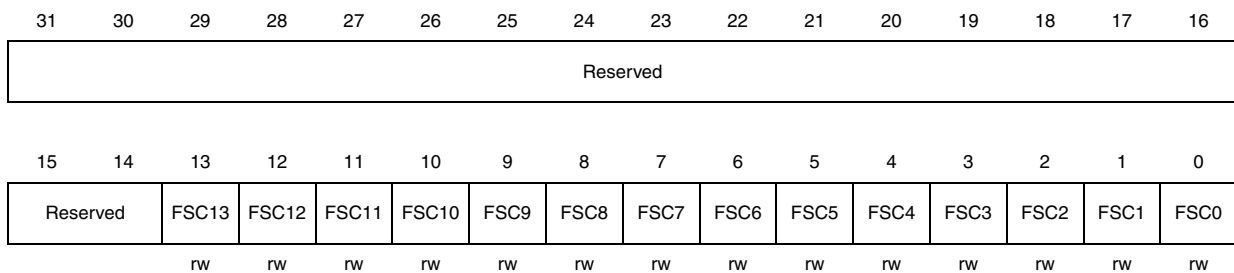 31 30 29 28 27 26 25 24 23 22 21 20 19 18 17 16
Reserved
15 14 13 12 11 10 9 8 7 6 5 4 3 2 1 0
Reserved FSC13 FSC12 FSC11 FSC10 FSC9 FSC8 FSC7 FSC6 FSC5 FSC4 FSC3 FSC2 FSC1 FSC0
rw rw rw rw rw rw rw rw rw rw rw rw rw rw